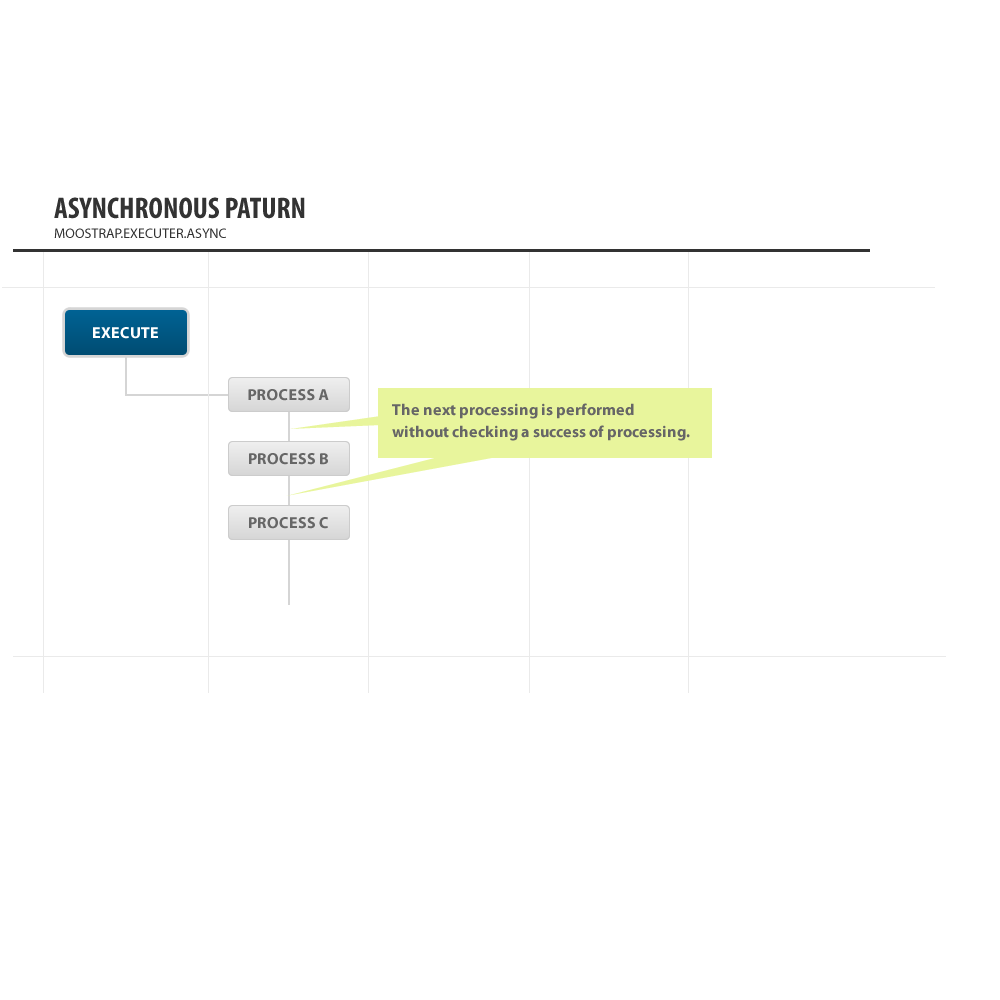 ASYNCHRONOUS PATURN
MOOSTRAP.EXECUTER.ASYNC
EXECUTE
PROCESS A
The next processing is performed
without checking a success of processing.
PROCESS B
PROCESS C